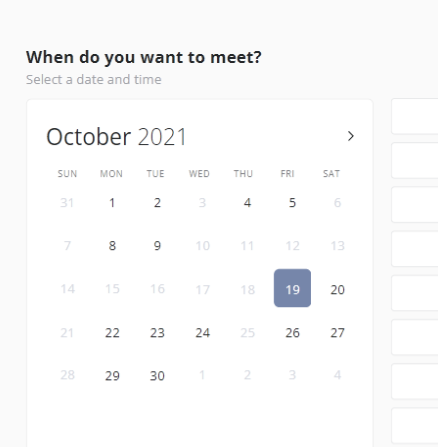 When do you want to meet?
Select a date and time
October 2021
SUN MON TUE WED THU FRI SAT
31 1 2 3 4 5 6
7 8 9 10 11 12 13
14 15 16 17 18 19 20
21 22 23 24 25 26 27
28 29 30 1 2 3 4